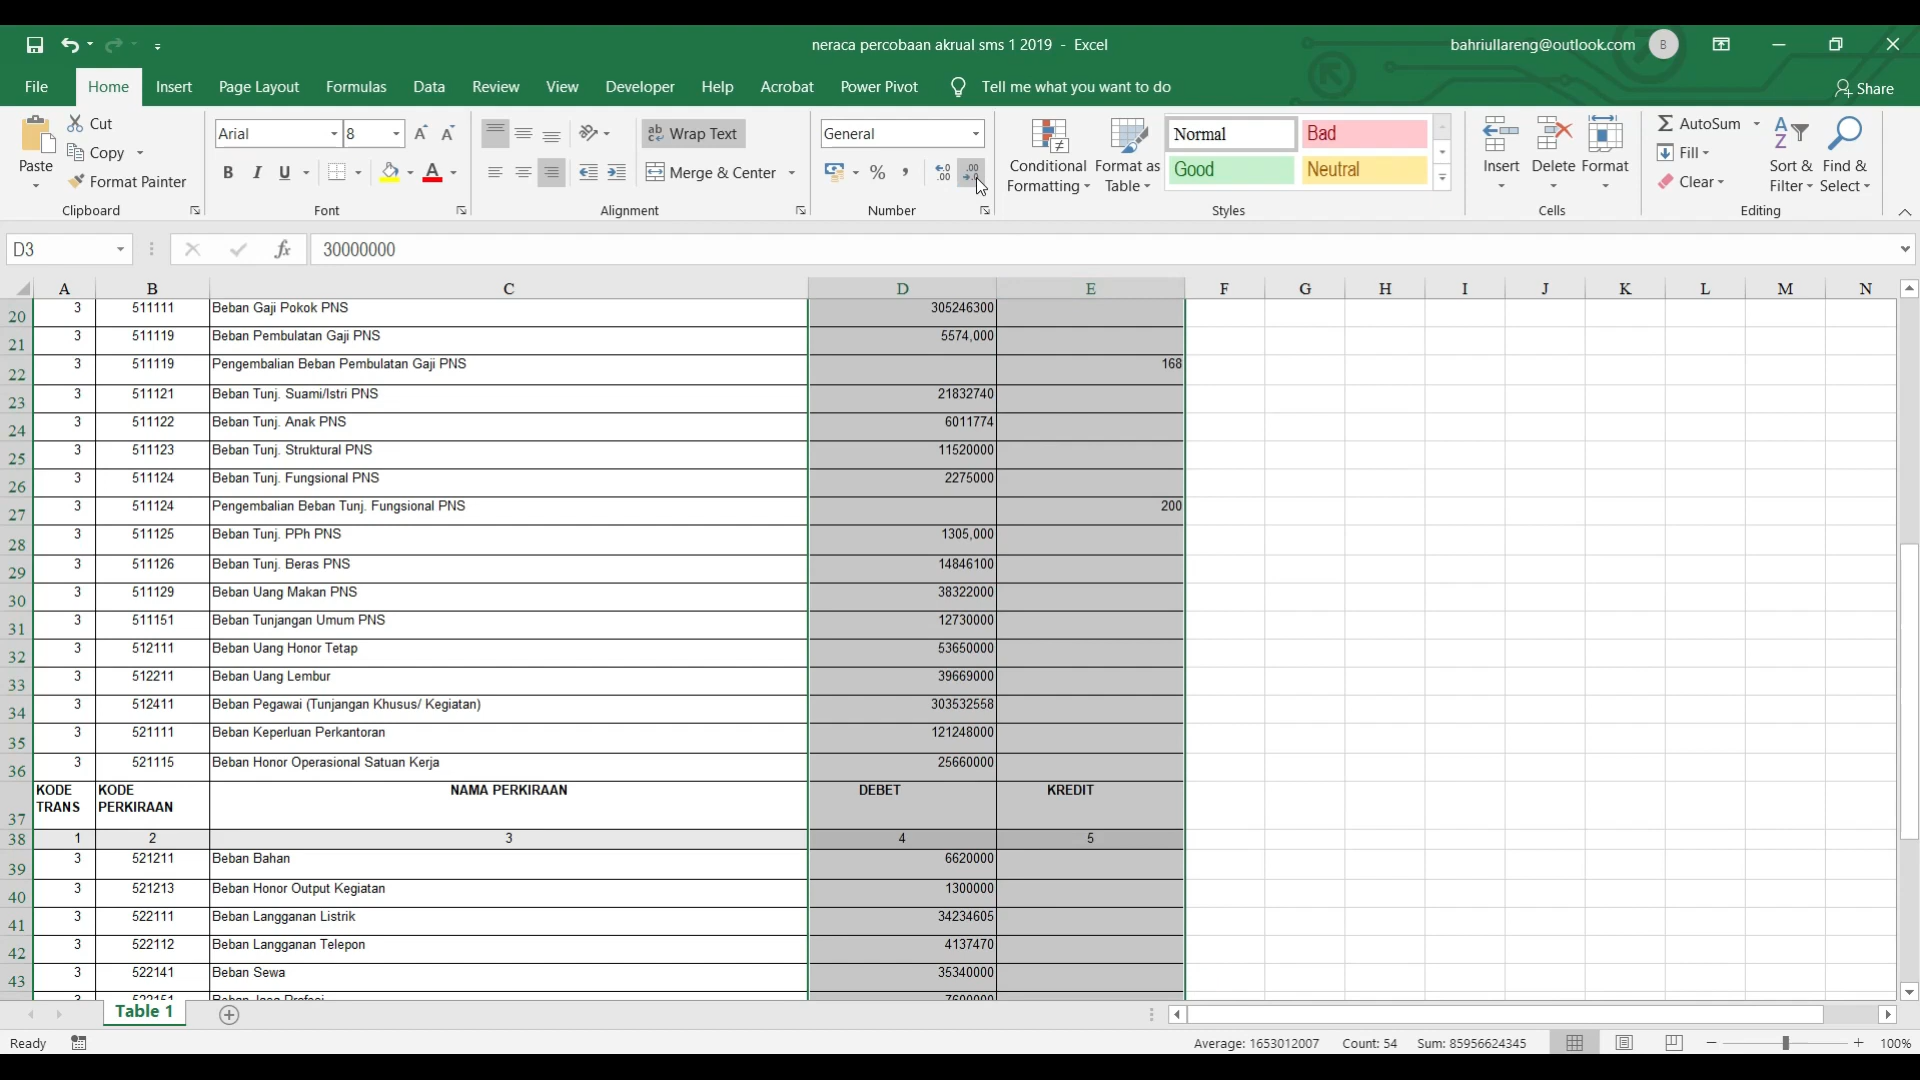 neraca percobaan akrual sms 1 2019 - Excel
bahriullareng@outlook.com B
File Home Insert Page Layout Formulas Data Review View Developer Help Acrobat Power Pivot Tell me what you want to do Share
Paste Cut Copy Format Painter
Clipboard
Arial 8
B I U
Font
Wrap Text
Merge & Center
Alignment
General
Number
Conditional Formatting
Format as Table
Normal Bad
Good Neutral
Styles
Insert Delete Format
Cells
AutoSum
Fill
Clear
Sort & Filter
Find & Select
Editing
D3 fx 30000000
A B C D E F G H I J K L M N
20 3 511111 Beban Gaji Pokok PNS 305246300
21 3 511119 Beban Pembulatan Gaji PNS 5574,000
22 3 511119 Pengembalian Beban Pembulatan Gaji PNS 168
23 3 511121 Beban Tunj. Suami/Istri PNS 21832740
24 3 511122 Beban Tunj. Anak PNS 6011774
25 3 511123 Beban Tunj. Struktural PNS 11520000
26 3 511124 Beban Tunj. Fungsional PNS 2275000
27 3 511124 Pengembalian Beban Tunj. Fungsional PNS 200
28 3 511125 Beban Tunj. PPh PNS 1305,000
29 3 511126 Beban Tunj. Beras PNS 14846100
30 3 511129 Beban Uang Makan PNS 38322000
31 3 511151 Beban Tunjangan Umum PNS 12730000
32 3 512111 Beban Uang Honor Tetap 53650000
33 3 512211 Beban Uang Lembur 39669000
34 3 512411 Beban Pegawai (Tunjangan Khusus/ Kegiatan) 303532558
35 3 521111 Beban Keperluan Perkantoran 121248000
36 3 521115 Beban Honor Operasional Satuan Kerja 25660000
37 KODE TRANS KODE PERKIRAAN NAMA PERKIRAAN DEBET KREDIT
38 1 2 3 4 5
39 3 521211 Beban Bahan 6620000
40 3 521213 Beban Honor Output Kegiatan 1300000
41 3 522111 Beban Langganan Listrik 34234605
42 3 522112 Beban Langganan Telepon 4137470
43 3 522141 Beban Sewa 35340000
3 522151 Beban Jasa Profesi 7600000
Table 1
Ready Average: 1653012007 Count: 54 Sum: 85956624345 100%